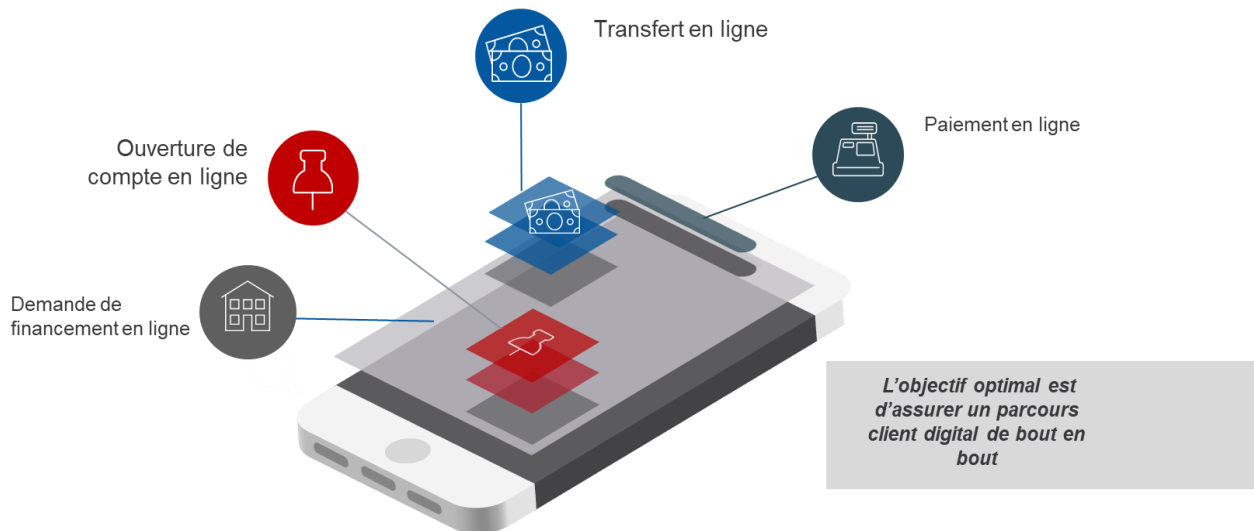 Transfert en ligne
Paiement en ligne
Ouverture de
compte en ligne
Demande de
financement en ligne
L'objectif optimal est
d'assurer un parcours
client digital de bout en
bout